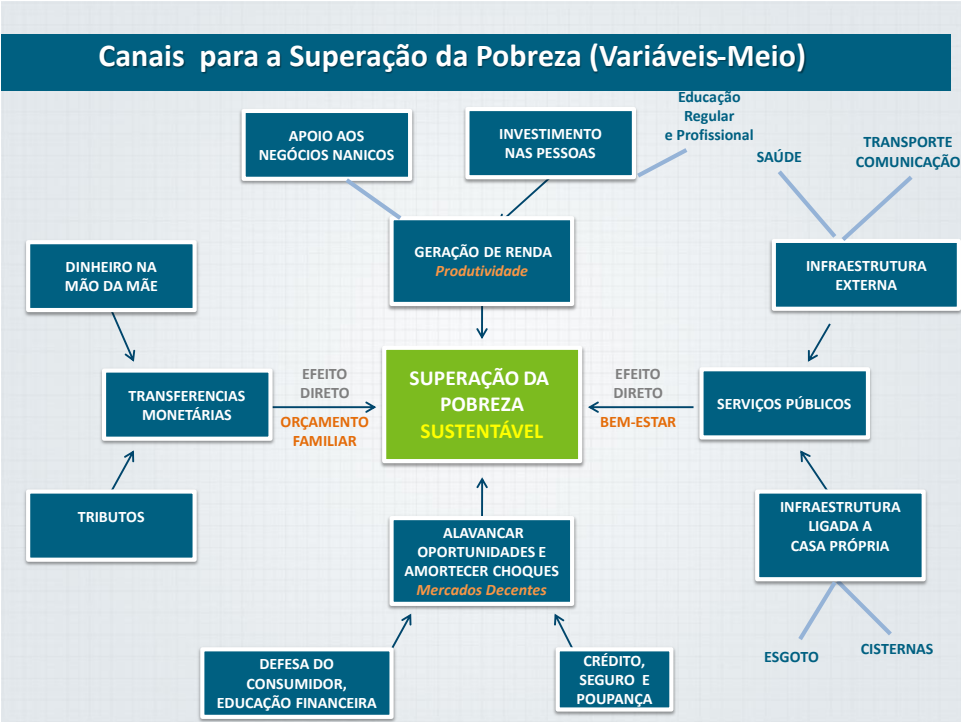 Canais para a Superação da Pobreza (Variáveis-Meio)
Educação
Regular
e Profissional
APOIO AOS
NEGÓCIOS NANICOS
INVESTIMENTO
NAS PESSOAS
SAÚDE
TRANSPORTE
COMUNICAÇÃO
GERAÇÃO DE RENDA
Produtividade
DINHEIRO NA
MÃO DA MÃE
INFRAESTRUTURA
EXTERNA
TRANSFERENCIAS
MONETÁRIAS
EFEITO
DIRETO
ORÇAMENTO
FAMILIAR
SUPERAÇÃO DA
POBREZA
SUSTENTÁVEL
EFEITO
DIRETO
BEM-ESTAR
SERVIÇOS PÚBLICOS
TRIBUTOS
ALAVANCAR
OPORTUNIDADES E
AMORTECER CHOQUES
Mercados Decentes
INFRAESTRUTURA
LIGADA A
CASA PRÓPRIA
ESGOTO
CISTERNAS
DEFESA DO
CONSUMIDOR,
EDUCAÇÃO FINANCEIRA
CRÉDITO,
SEGURO E
POUPANÇA